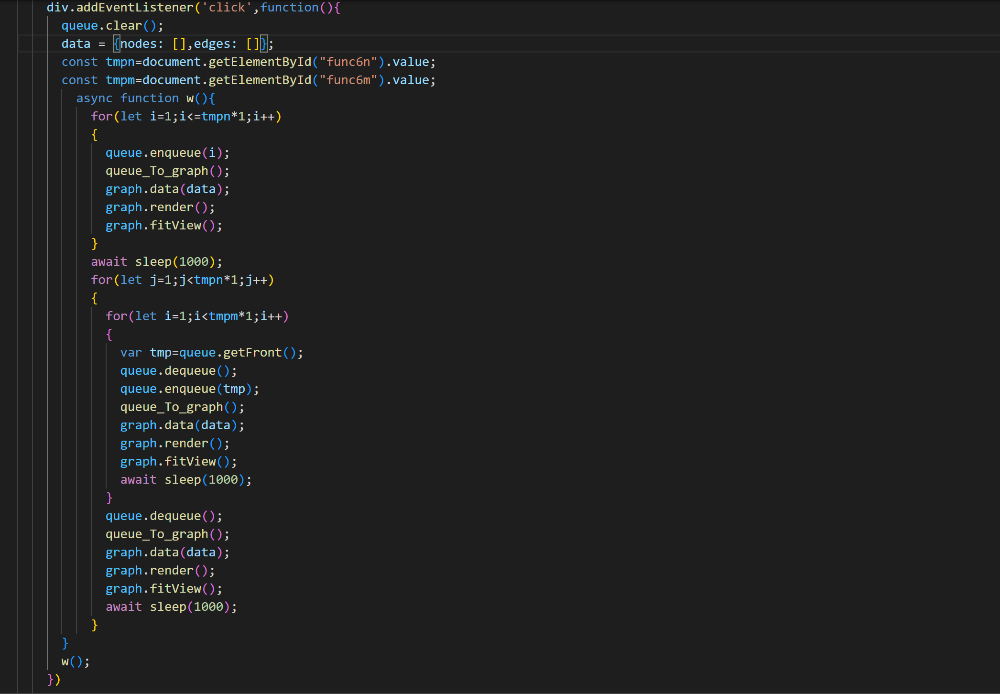 div.addEventListener('click',function(){
queue.clear();
data = {nodes: [],edges: []};
const tmpn=document.getElementById("func6n").value;
const tmpm=document.getElementById("func6m").value;
async function w(){
for(let i=1;i<=tmpn*1;i++)
{
queue.enqueue(i);
queue_To_graph();
graph.data(data);
graph.render();
graph.fitView();
}
await sleep(1000);
for(let j=1;j<tmpn*1;j++)
{
for(let i=1;i<tmpm*1;i++)
{
var tmp=queue.getFront();
queue.dequeue();
queue.enqueue(tmp);
queue_To_graph();
graph.data(data);
graph.render();
graph.fitView();
await sleep(1000);
}
queue.dequeue();
queue_To_graph();
graph.data(data);
graph.render();
graph.fitView();
await sleep(1000);
}
}
w();
})